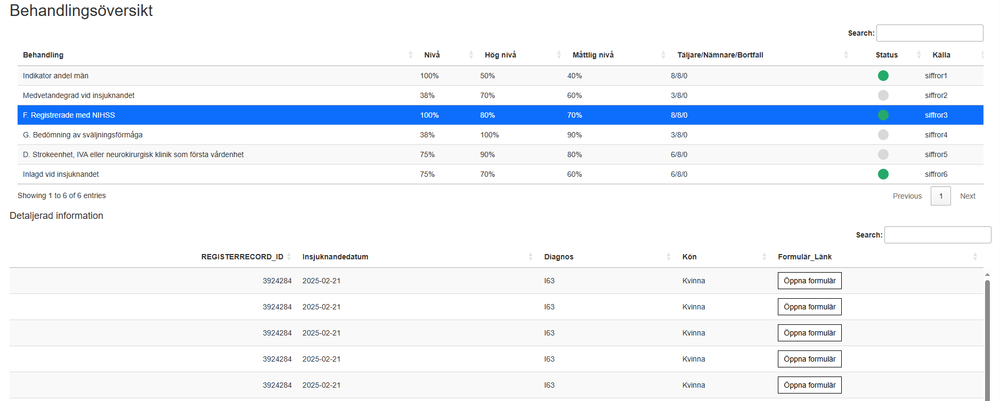 Behandlingsöversikt
Search:
Behandling Nivå Hög nivå Måttlig nivå Täljare/Nämnare/Bortfall Status Källa
Indikator andel män 100% 50% 40% 8/8/0 siffror1
Medvetandegrad vid insjuknandet 38% 70% 60% 3/8/0 siffror2
F. Registrerade med NIHSS 100% 80% 70% 8/8/0 siffror3
G. Bedömning av sväljningsförmåga 38% 100% 90% 3/8/0 siffror4
D. Strokeenhet, IVA eller neurokirurgisk klinik som första vårdenhet 75% 90% 80% 6/8/0 siffror5
Inlagd vid insjuknandet 75% 70% 60% 6/8/0 siffror6
Showing 1 to 6 of 6 entries Previous 1 Next
Detaljerad information
Search:
REGISTERRECORD_ID Insjuknandedatum Diagnos Kön Formulär_Länk
3924284 2025-02-21 I63 Kvinna Öppna formulär
3924284 2025-02-21 I63 Kvinna Öppna formulär
3924284 2025-02-21 I63 Kvinna Öppna formulär
3924284 2025-02-21 I63 Kvinna Öppna formulär
3924284 2025-02-21 I63 Kvinna Öppna formulär